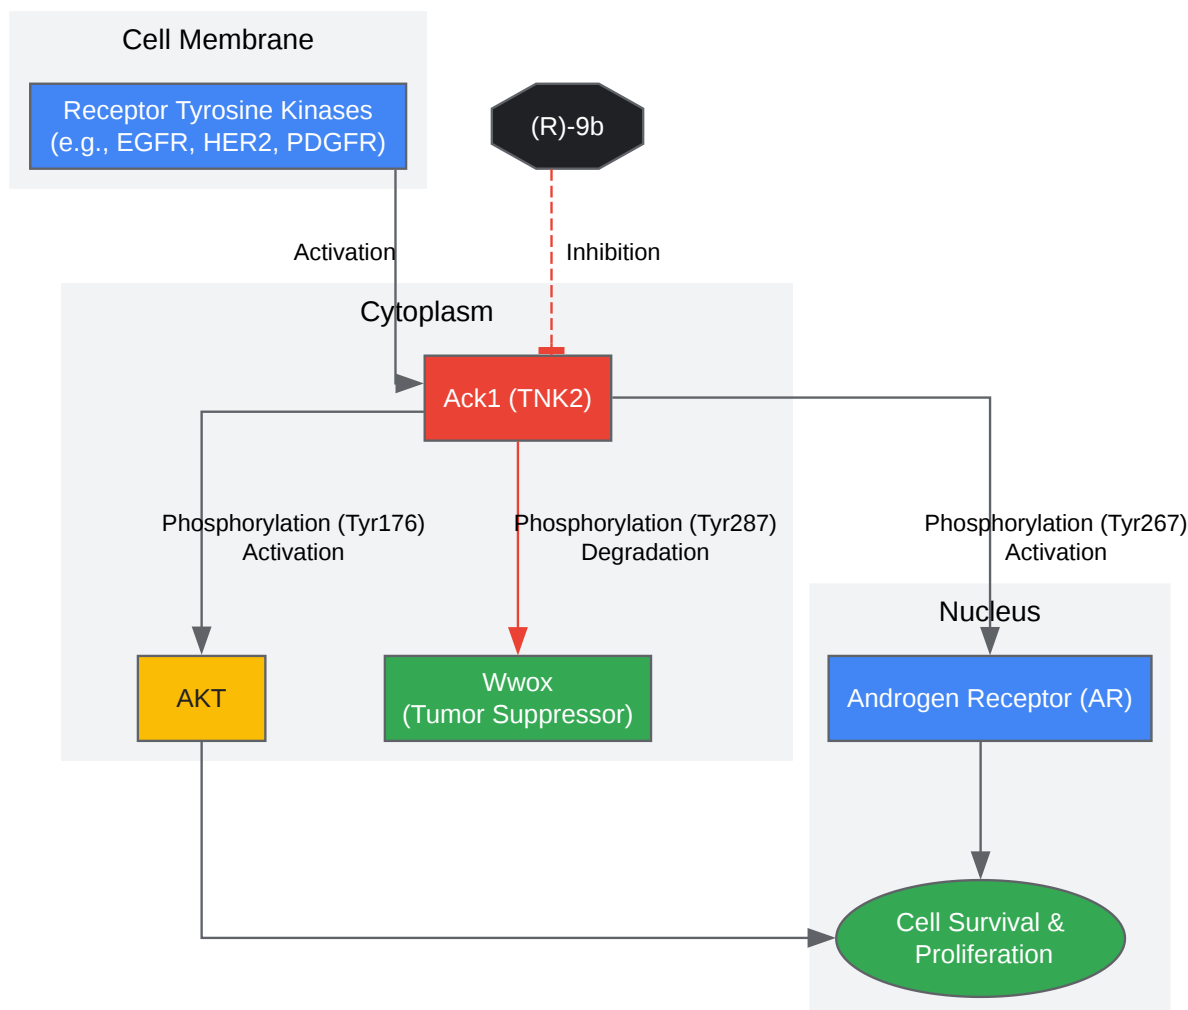 Cell Membrane
Receptor Tyrosine Kinases
(e.g., EGFR, HER2, PDGFR)
(R)-9b
Activation
Inhibition
Cytoplasm
Ack1 (TNK2)
Phosphorylation (Tyr176)
Activation
Phosphorylation (Tyr287)
Degradation
Phosphorylation (Tyr267)
Activation
Nucleus
AKT
Wwox
(Tumor Suppressor)
Androgen Receptor (AR)
Cell Survival &
Proliferation